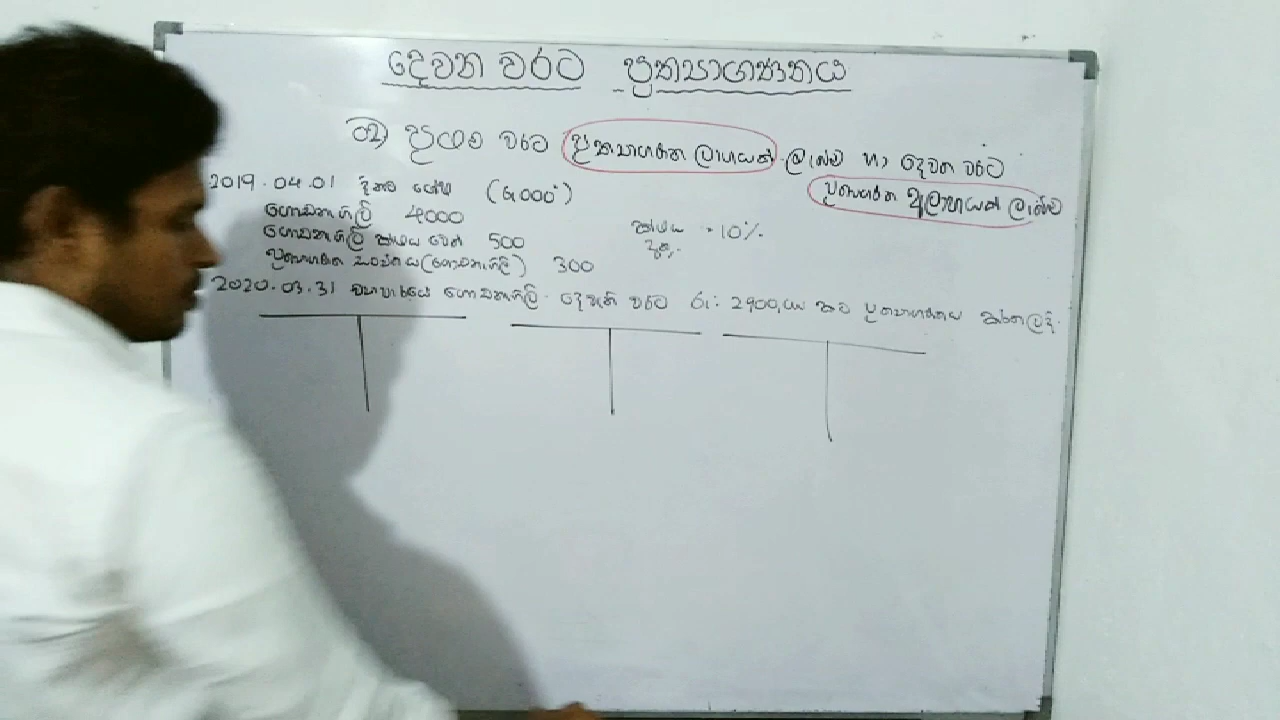 දෙවන වරට ප්‍රත්‍යාගණනය
02) පළමු වරට ප්‍රත්‍යාගණන ලාභයක් ලැබීම හා දෙවන වරට
ප්‍රත්‍යාගණන අලාභයක් ලැබීම
2019.04.01 දිනට ශේෂ (රු.000')
ගොඩනැගිලි 4000
ගොඩනැගිලි ක්ෂය වෙන් 500
ක්ෂය 10%
ප්‍රත්‍යාගණන සංචිතය (ගොඩනැගිලි) 300
2020.03.31 ව්‍යාපාරයේ ගොඩනැගිලි දෙවැනි වරට රු: 2900,000 කට ප්‍රත්‍යාගණනය කරන ලදි.